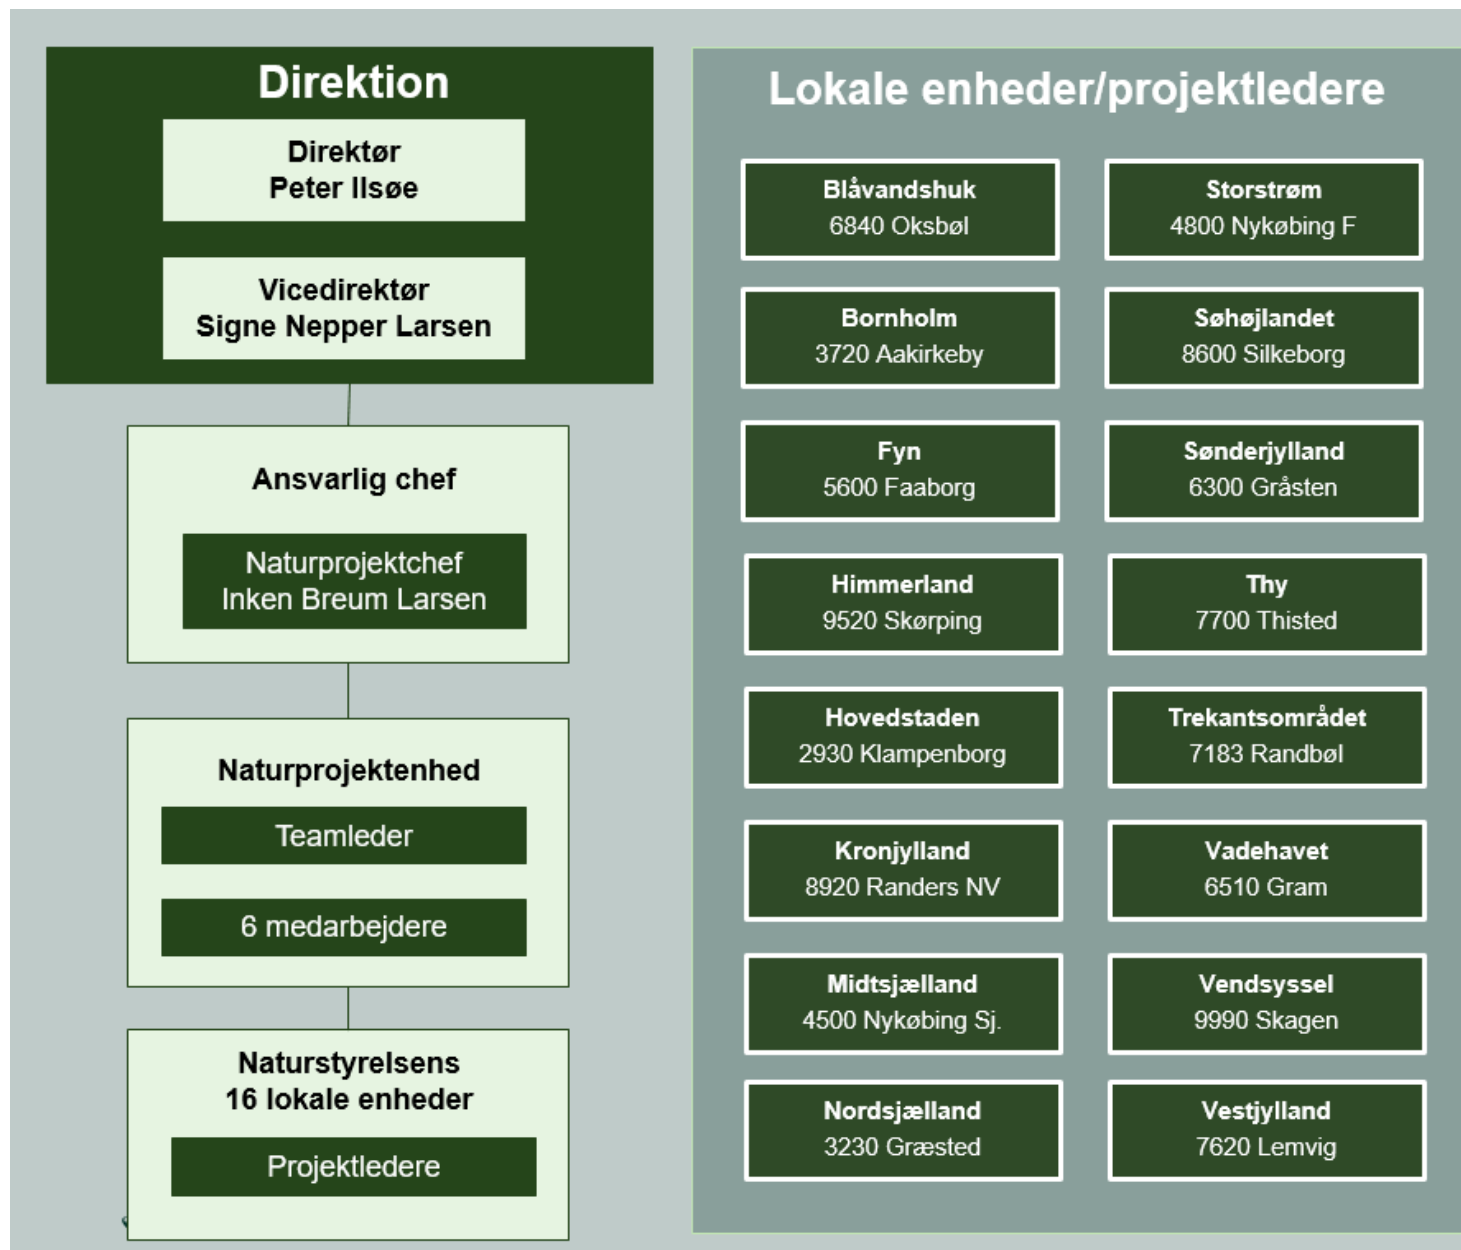 Direktion
Direktør
Peter Ilsøe
Vicedirektør
Signe Nepper Larsen
Ansvarlig chef
Naturprojektchef
Inken Breum Larsen
Naturprojektenhed
Teamleder
6 medarbejdere
Naturstyrelsens
16 lokale enheder
Projektledere
Lokale enheder/projektledere
Blåvandshuk
6840 Oksbøl
Storstrøm
4800 Nykøbing F
Bornholm
3720 Aakirkeby
Søhøjlandet
8600 Silkeborg
Fyn
5600 Faaborg
Sønderjylland
6300 Gråsten
Himmerland
9520 Skørping
Thy
7700 Thisted
Hovedstaden
2930 Klampenborg
Trekantsområdet
7183 Randbøl
Kronjylland
8920 Randers NV
Vadehavet
6510 Gram
Midtsjælland
4500 Nykøbing Sj.
Vendsyssel
9990 Skagen
Nordsjælland
3230 Græsted
Vestjylland
7620 Lemvig